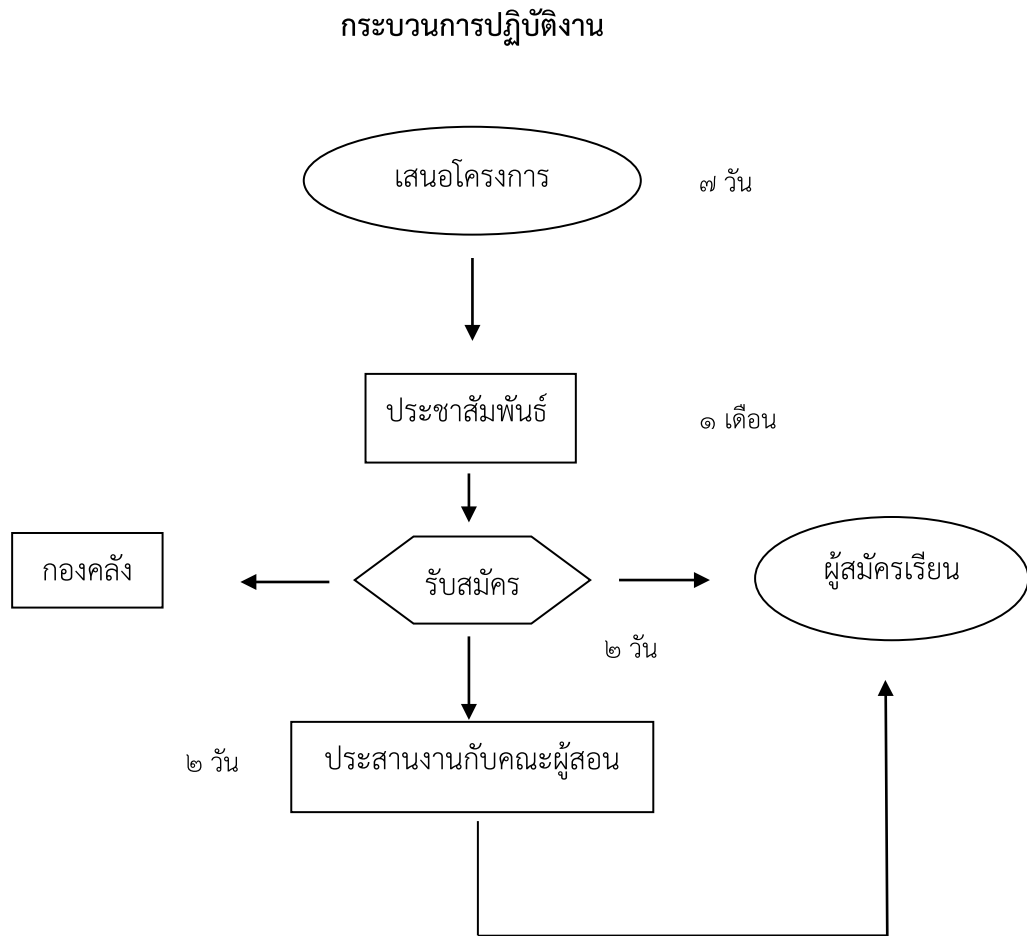 กระบวนการปฏิบัติงาน
เสนอโครงการ
๗ วัน
ประชาสัมพันธ์
๑ เดือน
กองคลัง
รับสมัคร
ผู้สมัครเรียน
๒ วัน
๒ วัน
ประสานงานกับคณะผู้สอน